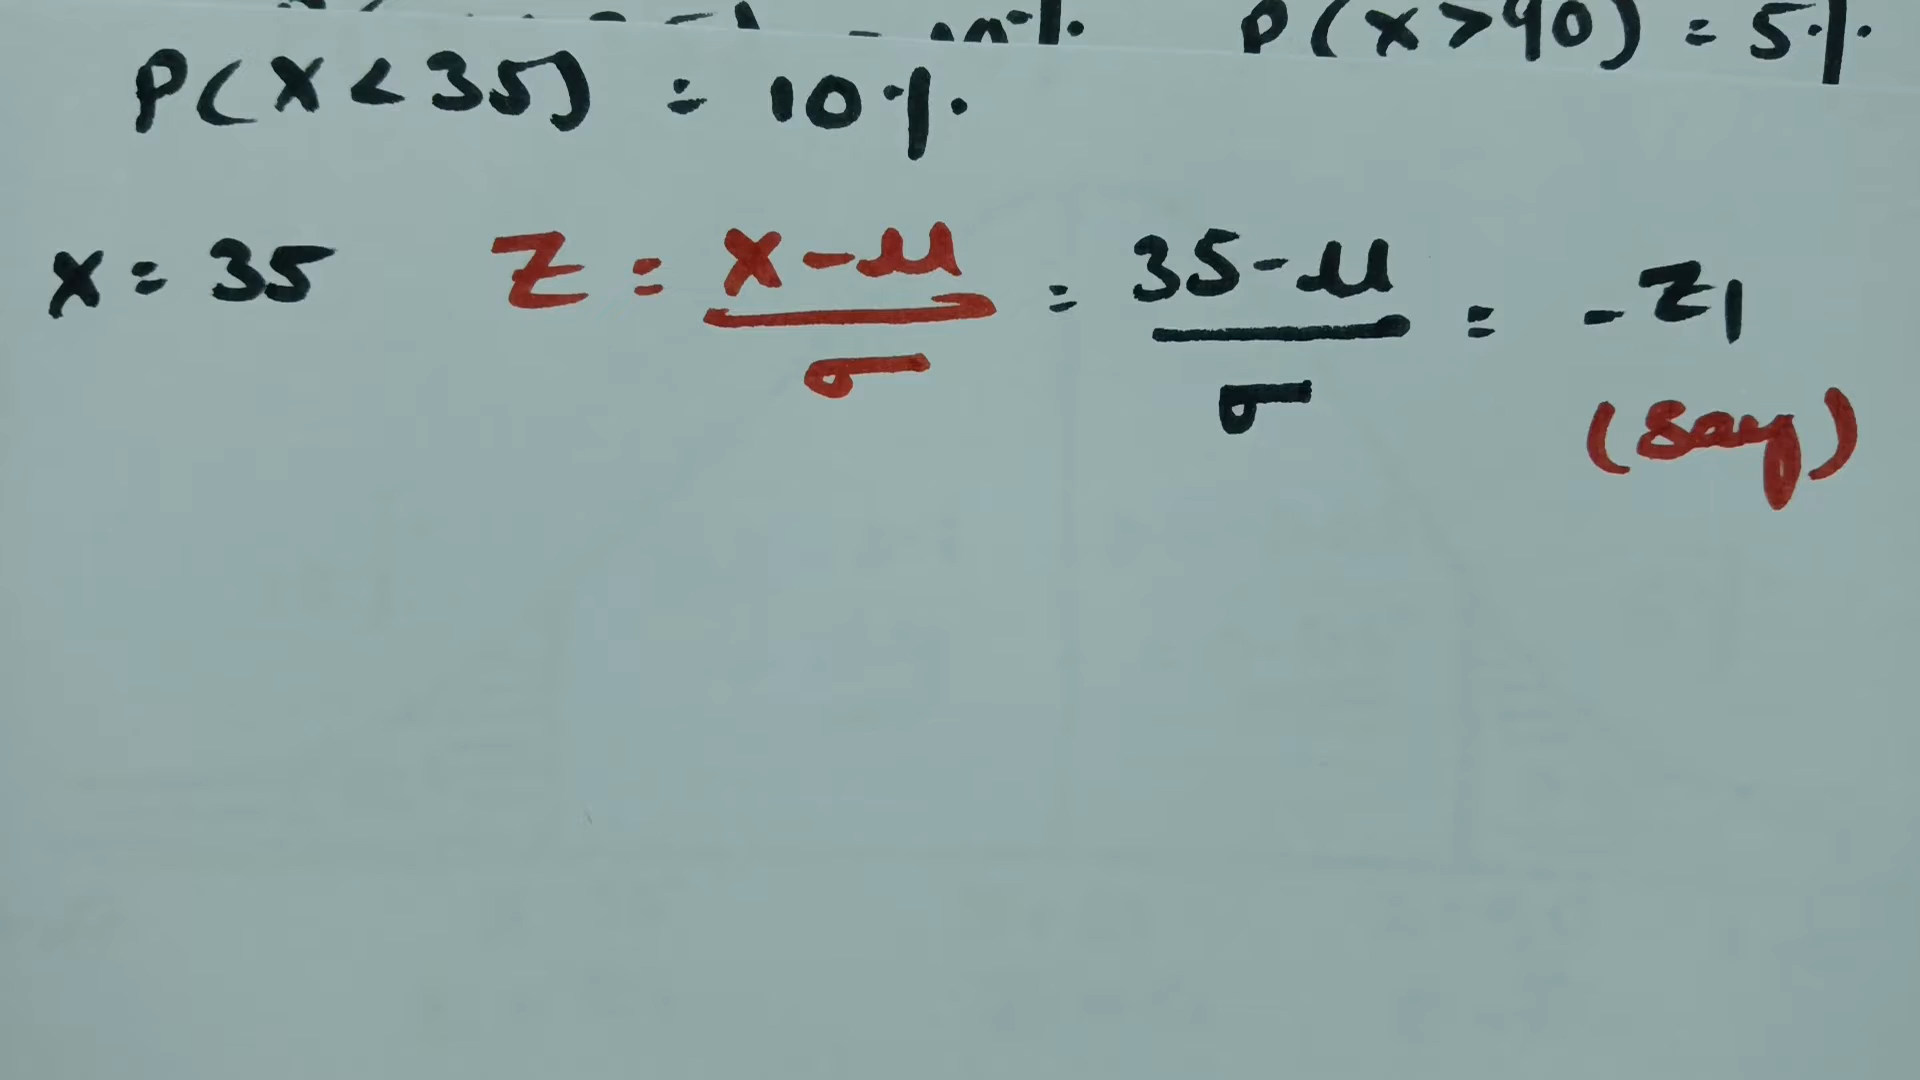 P(X>90) = 5%
P(X<35) = 10%
X = 35 Z = X-μ/σ = 35-μ/σ = -Z1
(say)